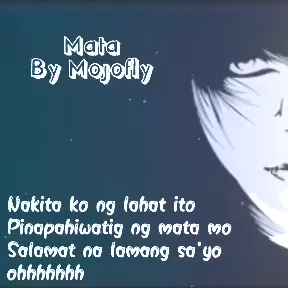 Mata
By Mojofly
Nakita ko ng lahat ito
Pinapahiwatig ng mata mo
Salamat na lamang sa'yo
ohhhhhhh